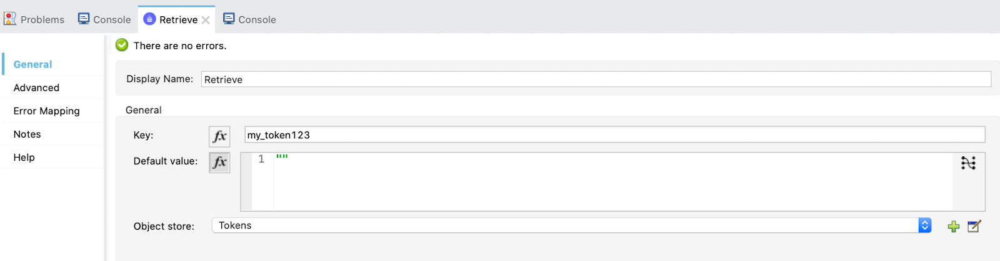 Problems Console Retrieve Console
There are no errors.
General
Advanced
Error Mapping
Notes
Help
Display Name: Retrieve
General
Key: fx my_token123
Default value: fx 1 ""
Object store: Tokens